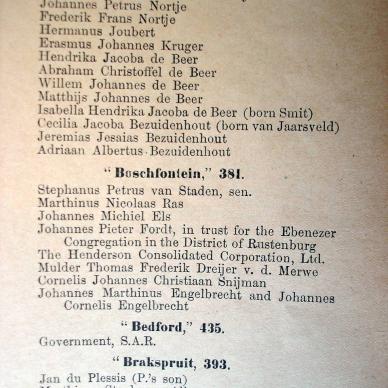 Johannes Petrus Nortje
Frederik Frans Nortje
Hermanus Joubert
Erasmus Johannes Kruger
Hendrika Jacoba de Beer
Abraham Christoffel de Beer
Willem Johannes de Beer
Matthijs Johannes de Beer
Isabella Hendrika Jacoba de Beer (born Smit)
Cecilia Jacoba Bezuidenhout (born van Jaarsveld)
Jeremias Jesaias Bezuidenhout
Adriaan Albertus Bezuidenhout
"Boschfontein," 381.
Stephanus Petrus van Staden, sen.
Marthinus Nicolaas Ras
Johannes Michiel Els
Johannes Pieter Fordt, in trust for the Ebenezer
Congregation in the District of Rustenburg
The Henderson Consolidated Corporation, Ltd.
Mulder Thomas Frederik Dreijer v. d. Merwe
Cornelis Johannes Christiaan Snijman
Johannes Marthinus Engelbrecht and Johannes
Cornelis Engelbrecht
"Bedford," 435.
Government, S.A.R.
"Brakspruit, 393.
Jan du Plessis (P.'s son)